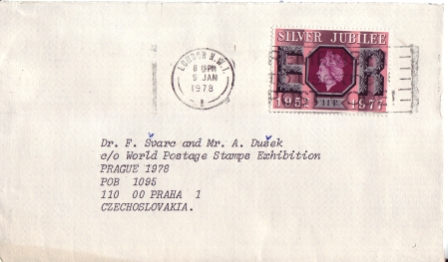 LONDON N.W.1.
6 PM
9 JAN
1978
SILVER JUBILEE
E R
1952 1977
Dr. F. Švarc and Mr. A. Dušek
c/o World Postage Stamps Exhibition
PRAGUE 1978
POB 1095
110 00 PRAHA 1
CZECHOSLOVAKIA.